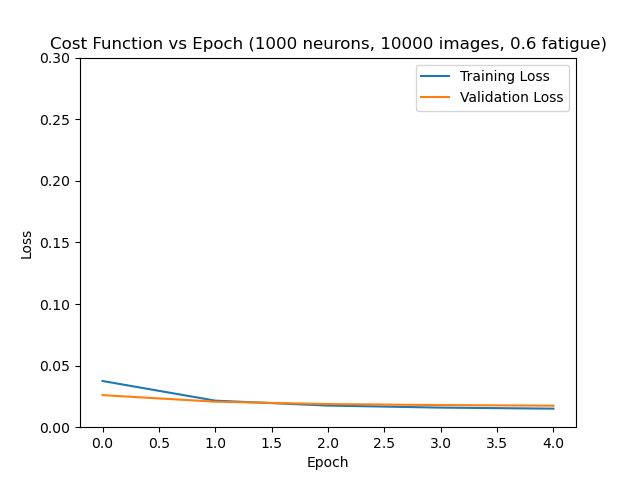 Cost Function vs Epoch (1000 neurons, 10000 images, 0.6 fatigue)
Training Loss
Validation Loss
0.30
0.25
0.20
0.15
0.10
0.05
0.00
Loss
0.0 0.5 1.0 1.5 2.0 2.5 3.0 3.5 4.0
Epoch